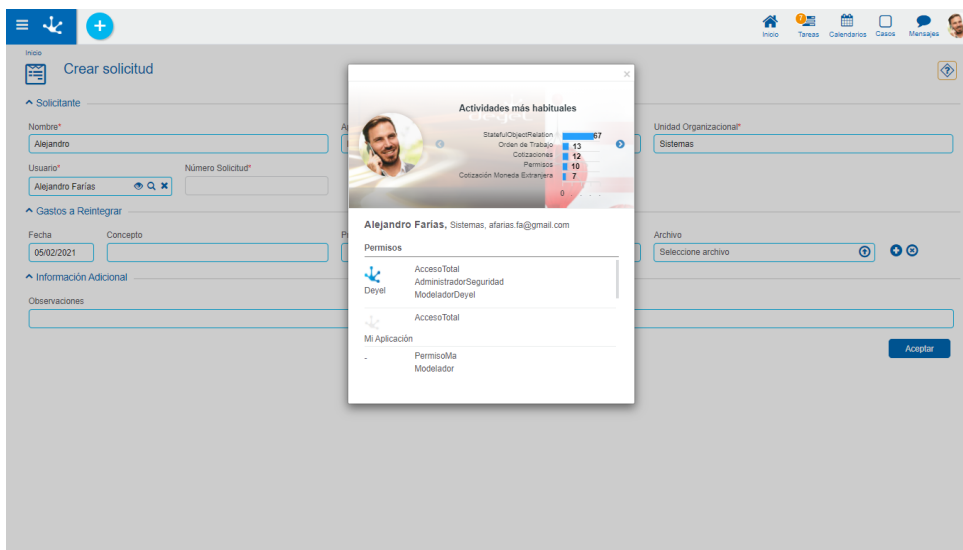 Inicio
7
Tareas
Calendarios
Casos
Mensajes
Inicio
Crear solicitud
Solicitante
Nombre*
Alejandro
Unidad Organizacional*
Sistemas
Usuario*
Número Solicitud*
Alejandro Farías
Gastos a Reintegrar
Fecha
Concepto
Archivo
05/02/2021
Seleccione archivo
Información Adicional
Observaciones
Aceptar
Actividades más habituales
StatefulObjectRelation 67
Orden de Trabajo 13
Cotizaciones 12
Permisos 10
Cotización Moneda Extranjera 7
0
Alejandro Farías, Sistemas, afarias.fa@gmail.com
Permisos
AccesoTotal
AdministradorSeguridad
Deyel
ModeladorDeyel
AccesoTotal
Mi Aplicación
- PermisoMa
Modelador